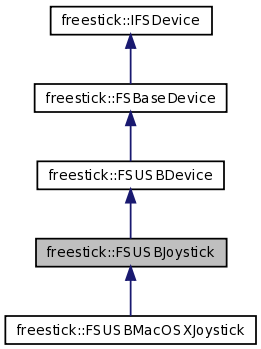 freestick::IFSDevice
freestick::FSBaseDevice
freestick::FSUSBDevice
freestick::FSUSBJoystick
freestick::FSUSBMacOSXJoystick